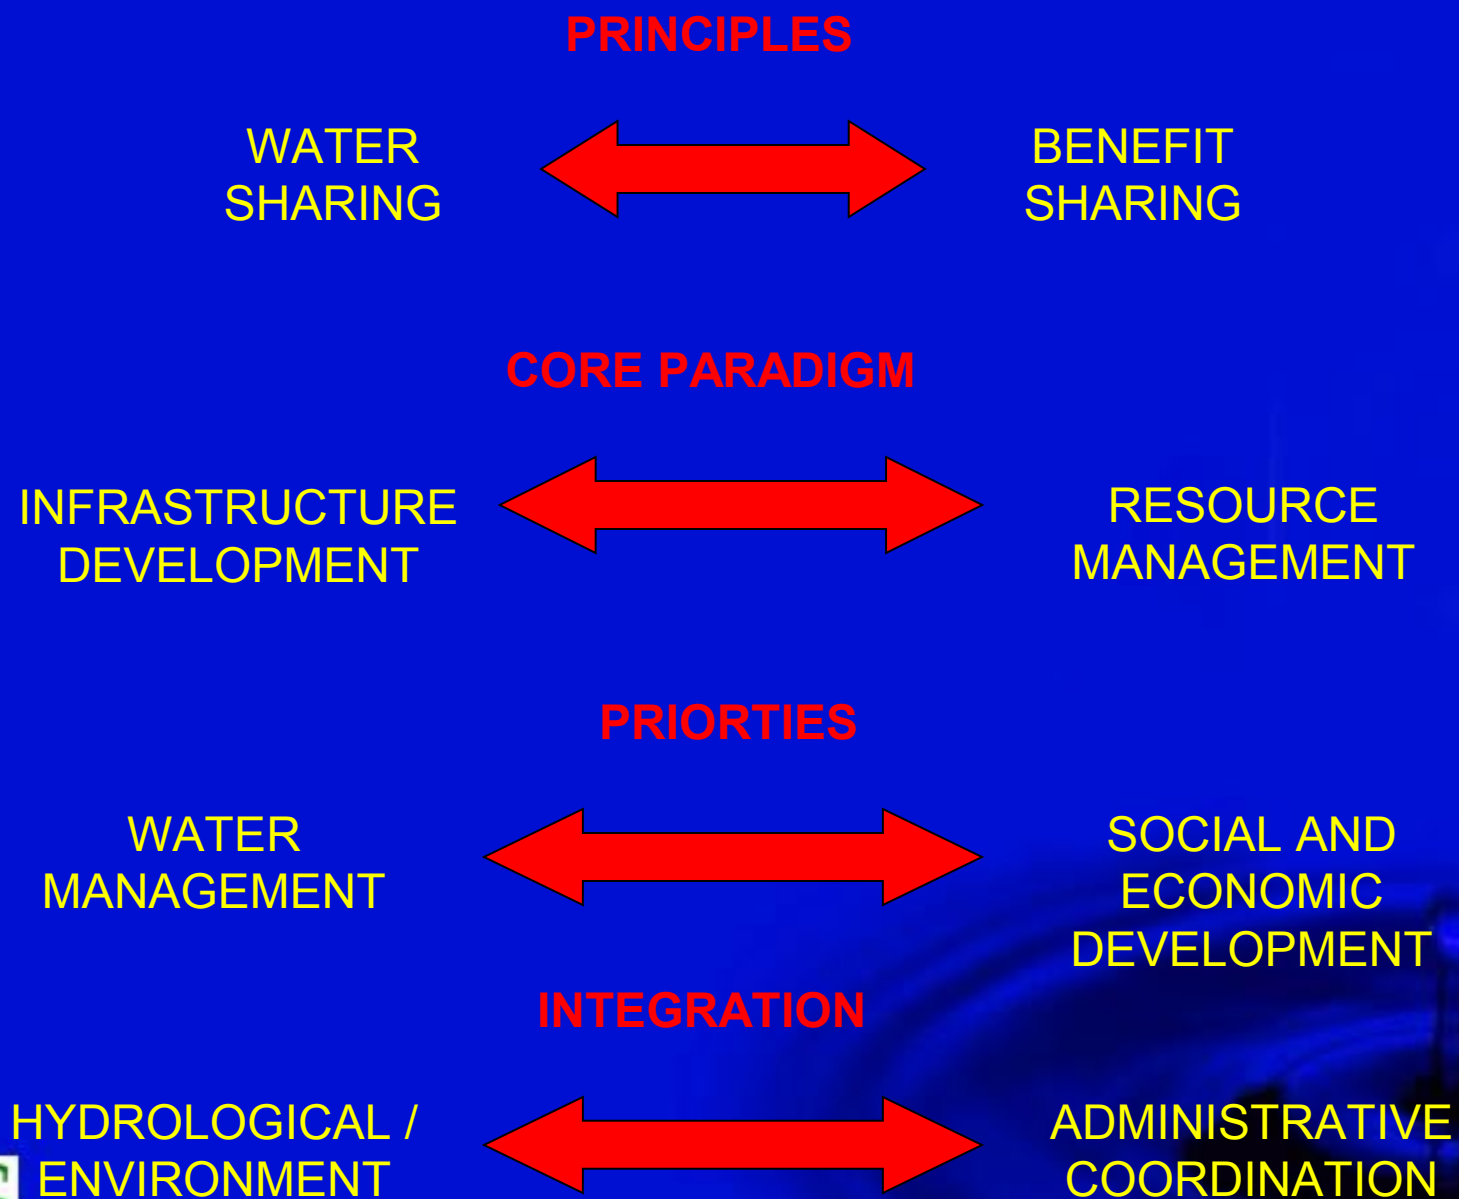 PRINCIPLES
WATER
SHARING
BENEFIT
SHARING
CORE PARADIGM
INFRASTRUCTURE
DEVELOPMENT
RESOURCE
MANAGEMENT
PRIORTIES
WATER
MANAGEMENT
SOCIAL AND
ECONOMIC
DEVELOPMENT
INTEGRATION
HYDROLOGICAL /
ENVIRONMENT
ADMINISTRATIVE
COORDINATION